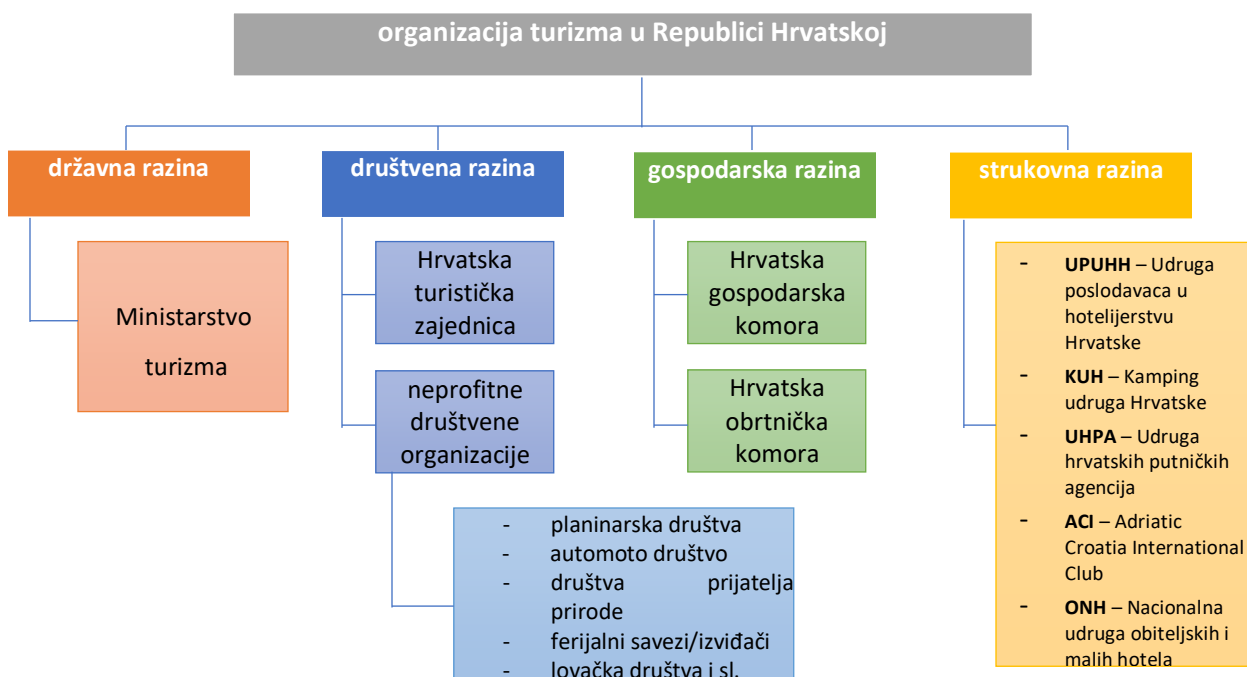 organizacija turizma u Republici Hrvatskoj
državna razina
društvena razina
gospodarska razina
strukovna razina
Ministarstvo
turizma
Hrvatska
turistička
zajednica
neprofitne
društvene
organizacije
- planinarska društva
- automoto društvo
- društva prijatelja
prirode
- ferijalni savezi/izviđači
- lovačka društva i sl.
Hrvatska
gospodarska
komora
Hrvatska
obrtnička
komora
- UPUHH – Udruga
poslodavaca u
hotelijerstvu
Hrvatske
- KUH – Kamping
udruga Hrvatske
- UHPA – Udruga
hrvatskih putničkih
agencija
- ACI – Adriatic
Croatia International
Club
- ONH – Nacionalna
udruga obiteljskih i
malih hotela